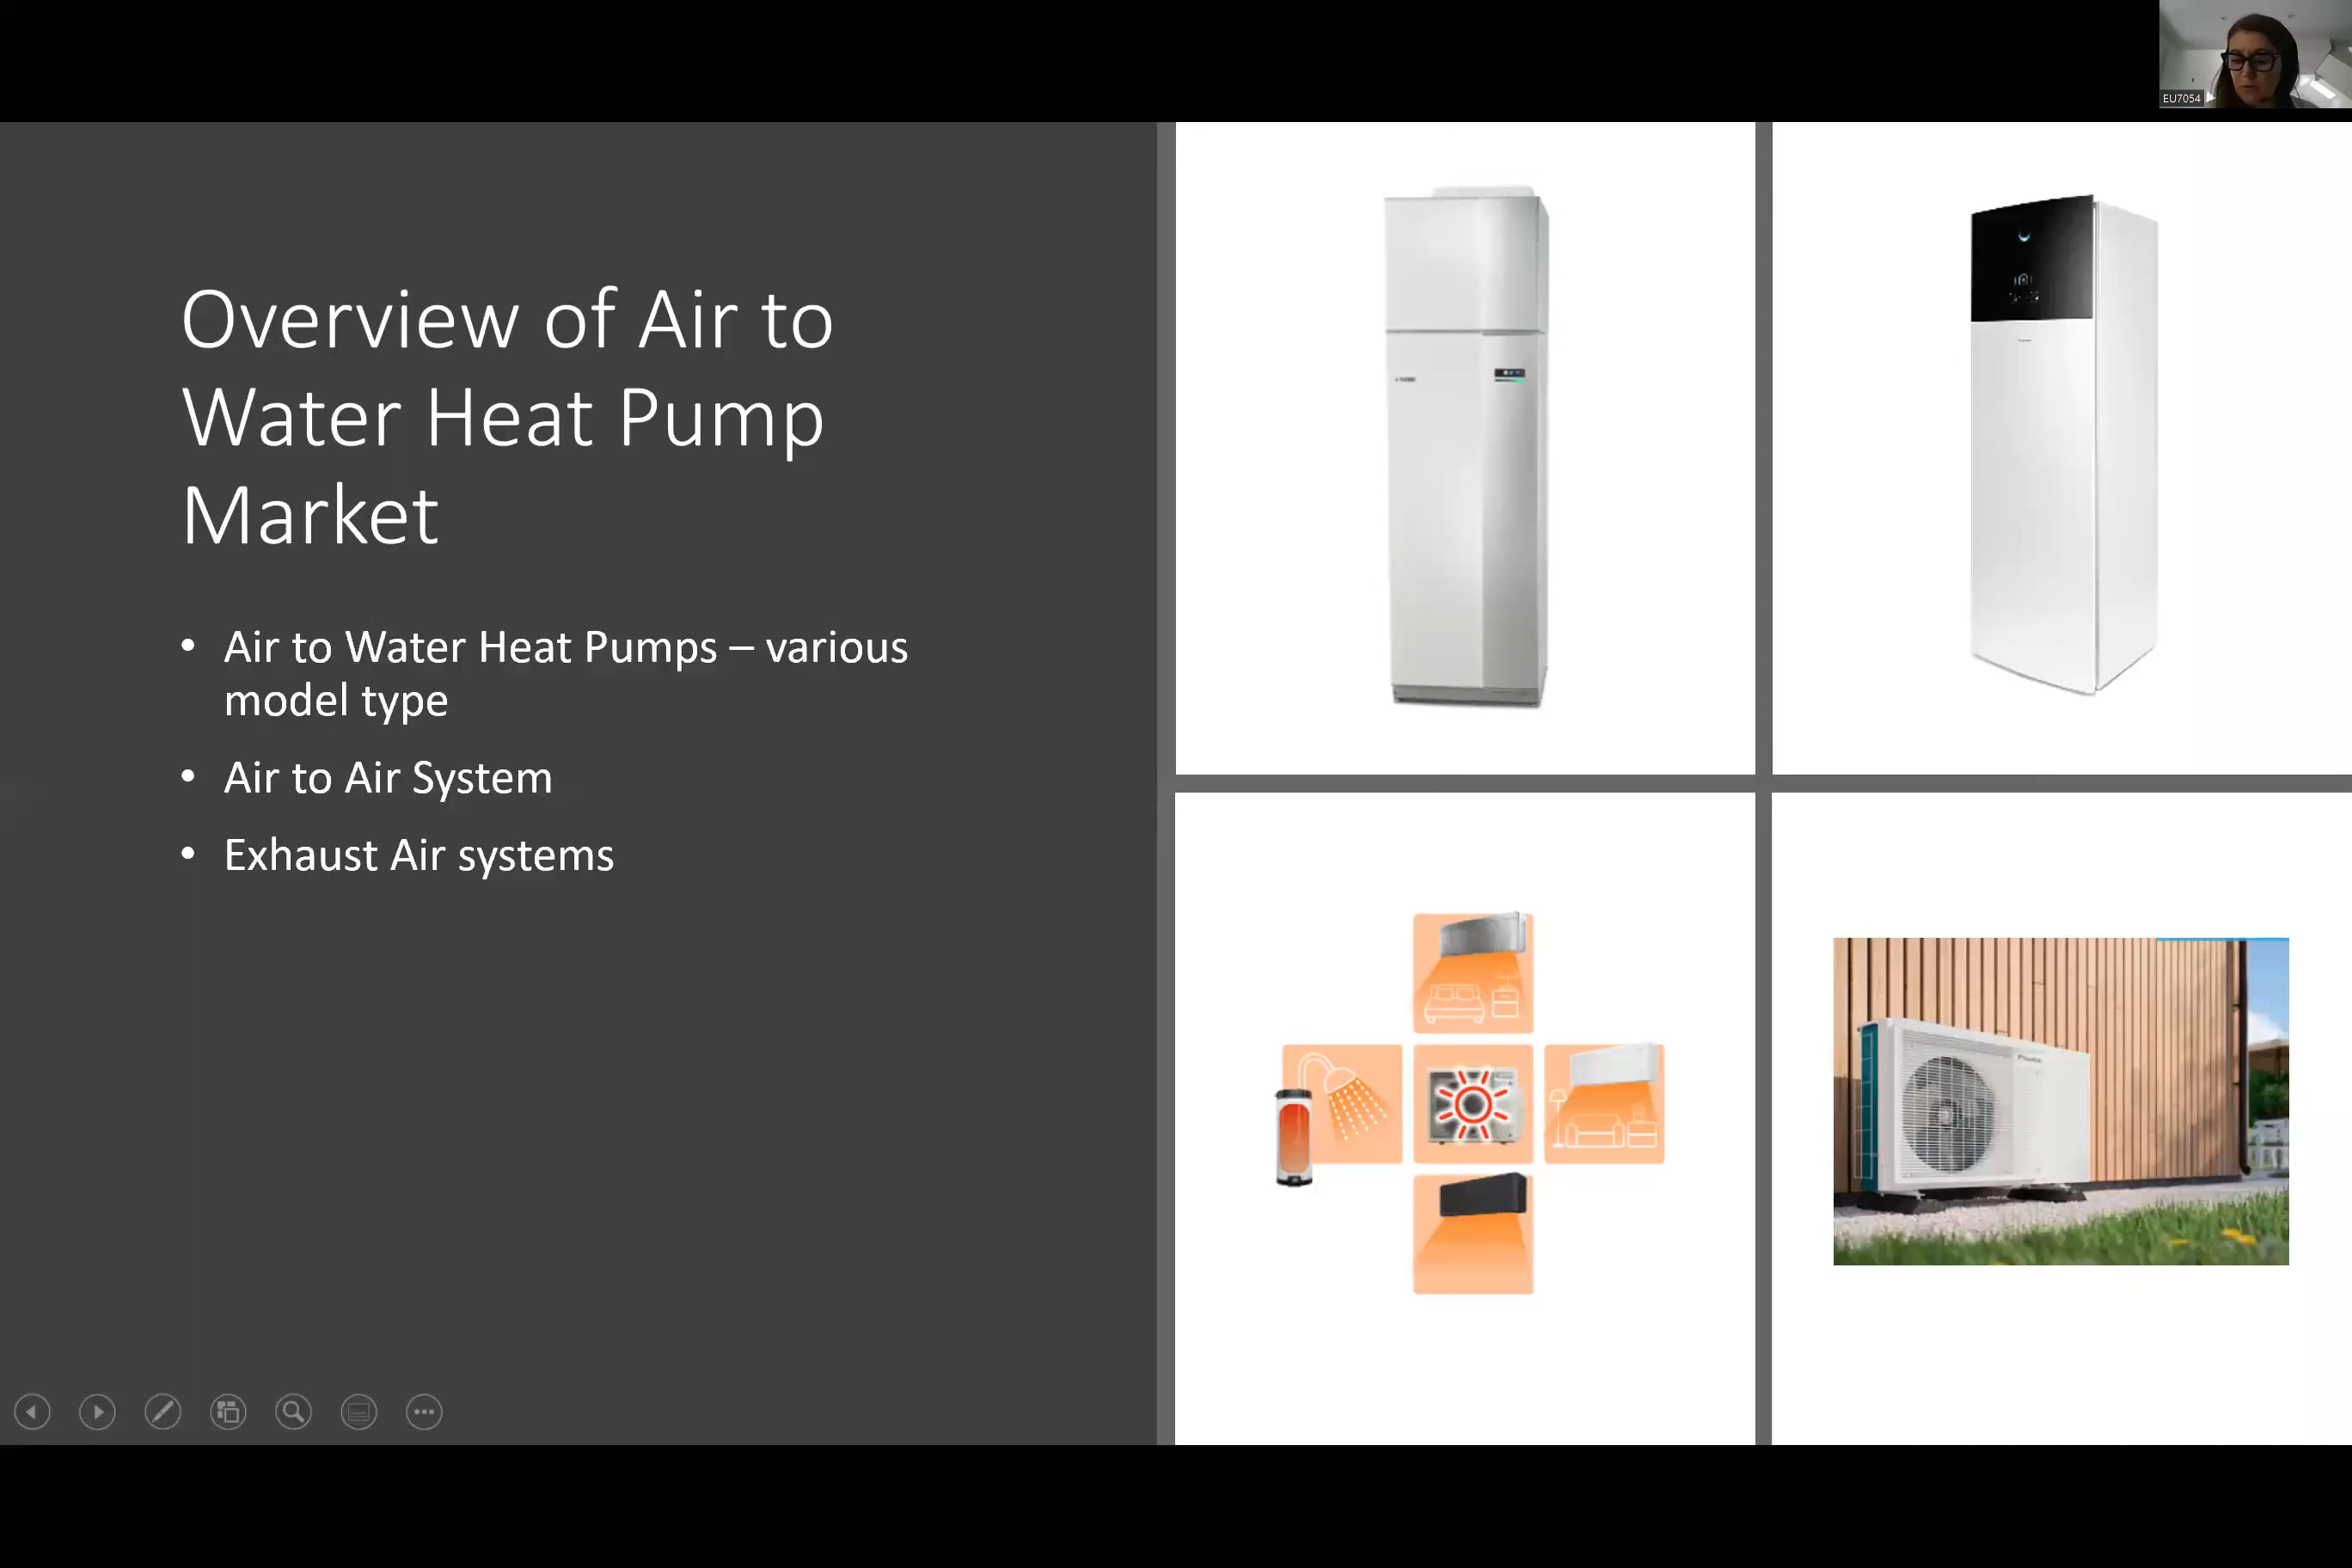 EU7054
Overview of Air to
Water Heat Pump
Market
• Air to Water Heat Pumps – various
model type
• Air to Air System
• Exhaust Air systems